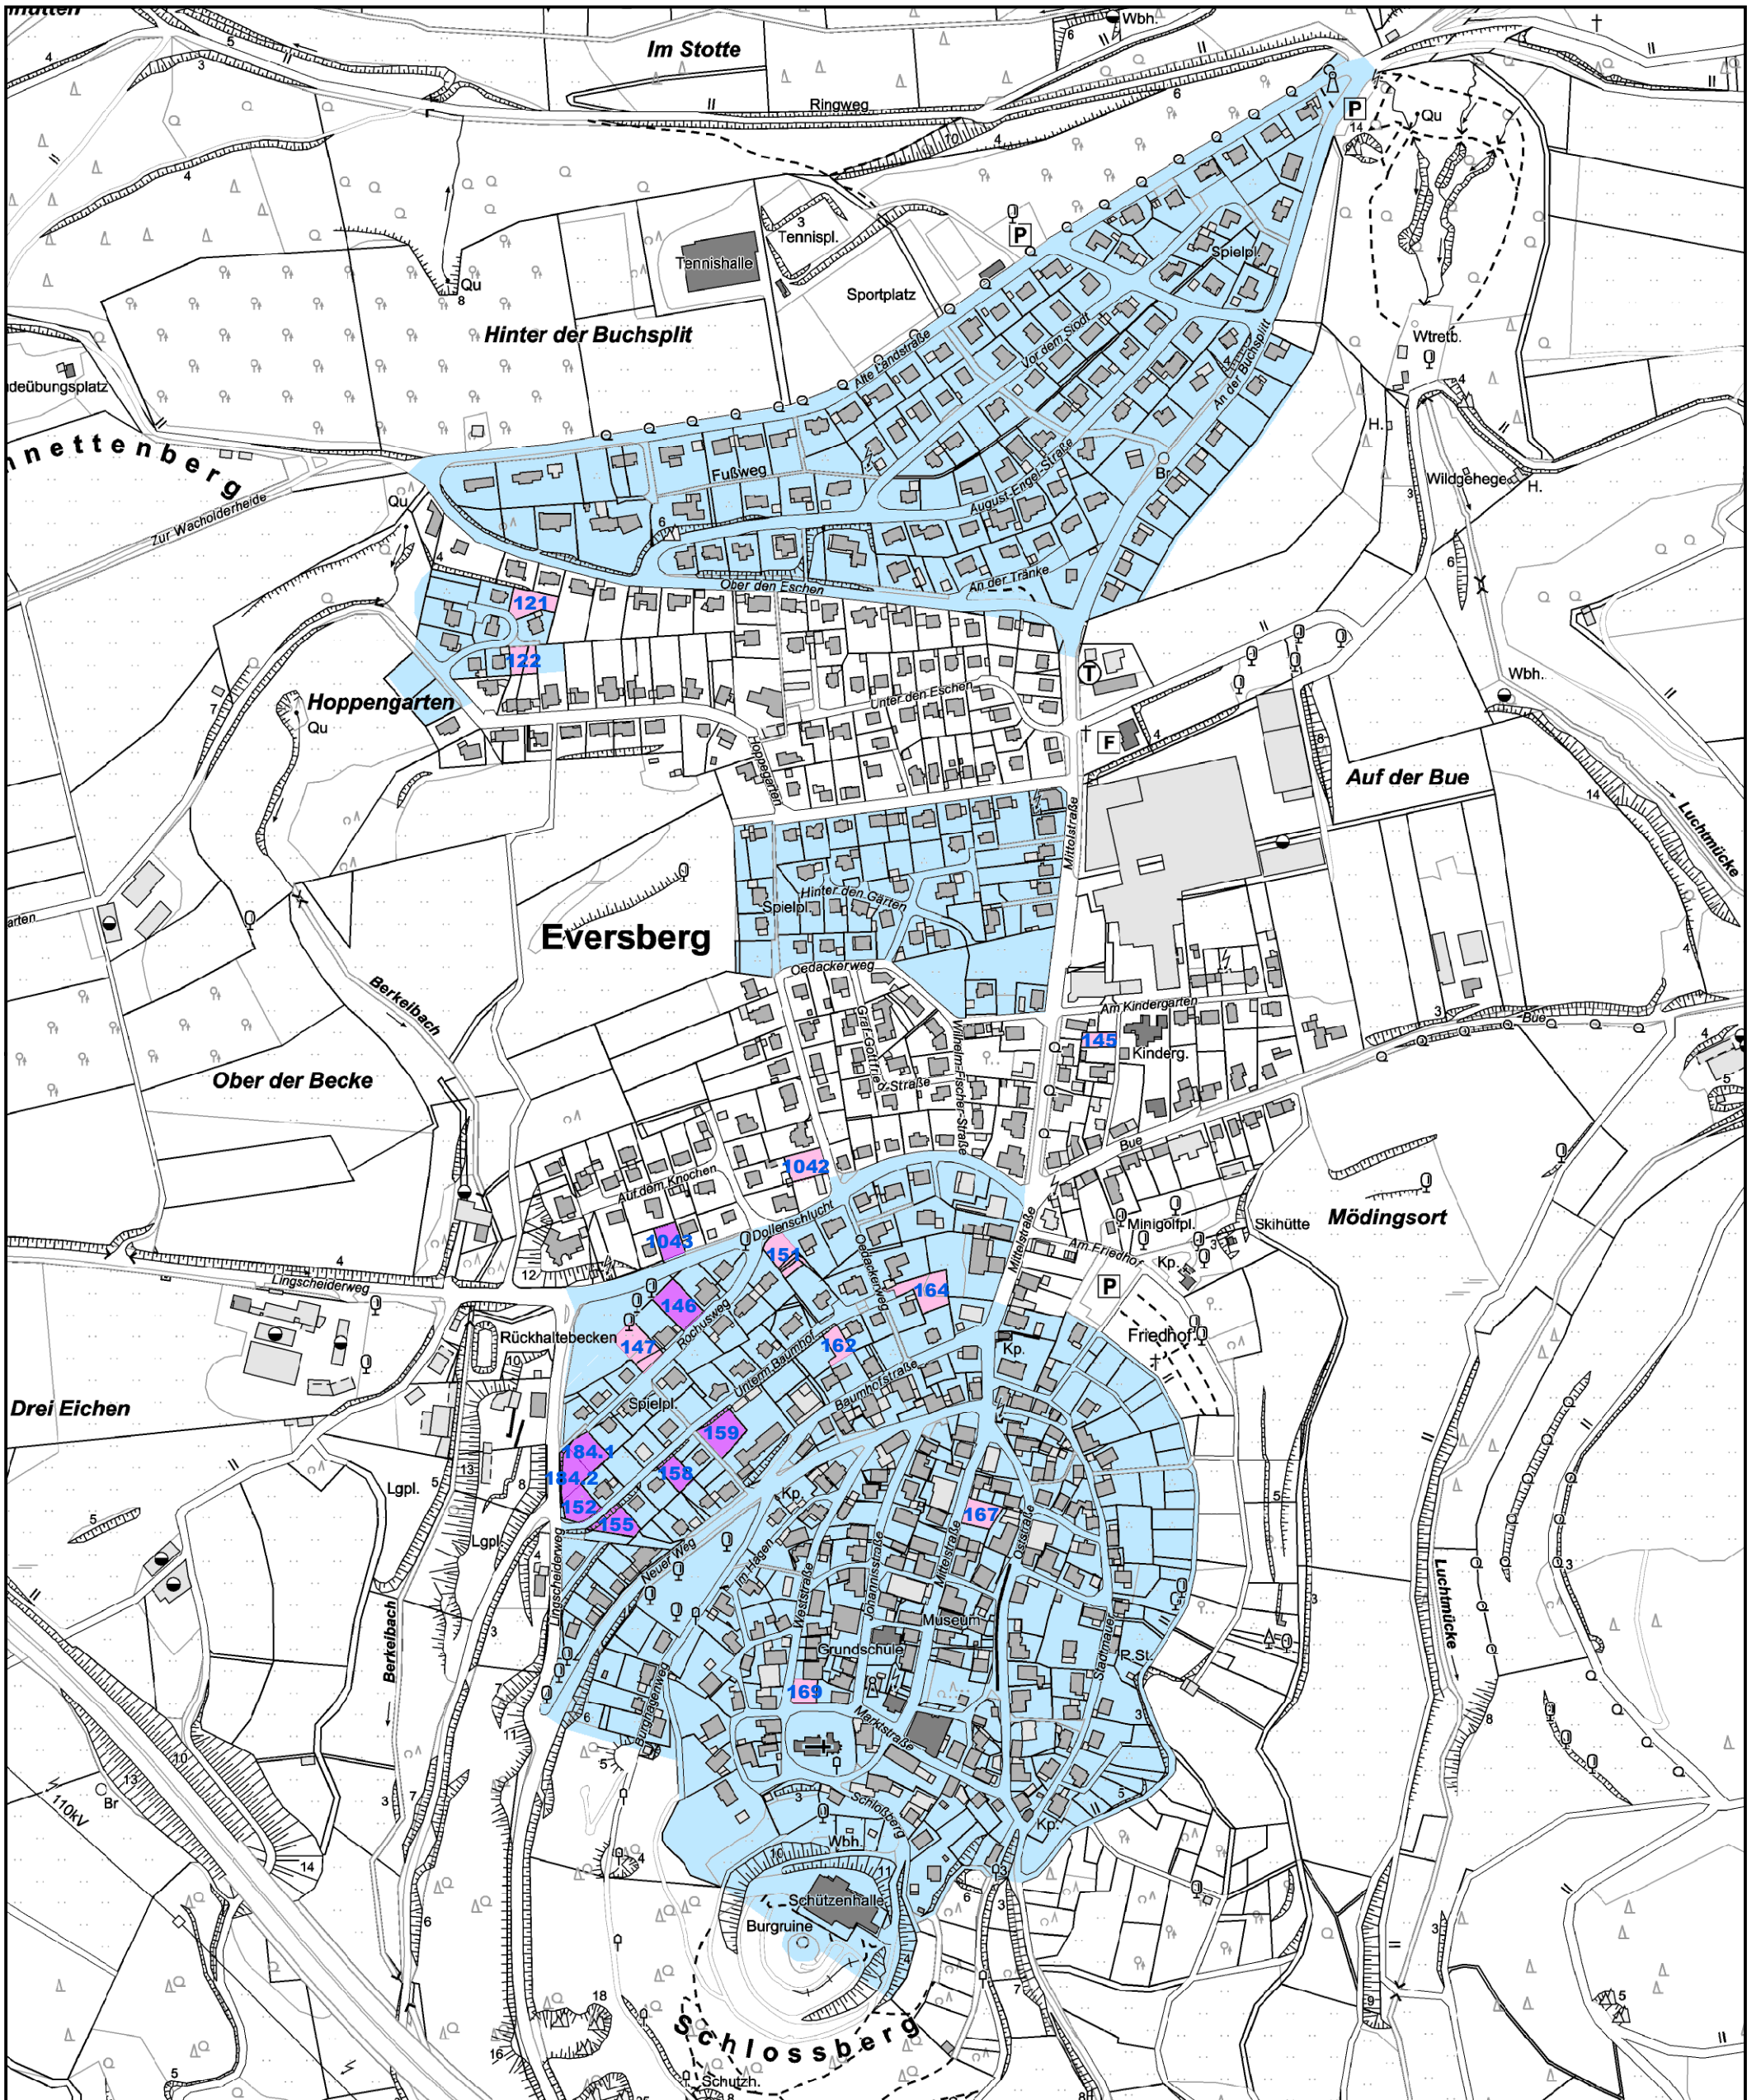 Wbh.
Im Stotte
Ringweg
P
Qu
Tennispl.
P
Tennishalle
Spielpl.
Qu
Sportplatz
Hinter der Buchsplit
Alte Landstraße
Vor dem Siodt
An der Buchsplitt
Wtretb.
deübungsplatz
nnettenberg
H.
Fußweg
August-Engel-Straße
Br
Wildgehege
H.
Qu
Zur Wacholderheide
Ober den Eschen
An der Tränke
121
122
T
Wbh.
Hoppengarten
Qu
Unter den Eschen
F
Hoppegarten
Auf der Bue
Mittelstraße
Luchtmücke
Hinter den Gärten
Spielpl.
arten
Eversberg
Oedackerweg
Berkelbach
Am Kindergarten
Graf-Gottfried-Straße
Wilhelm-Fischer-Straße
145
Kinderg.
Bue
Ober der Becke
Bue
1042
Auf dem Knochen
Dollenschlucht
1043
151
Oedackerweg
Mittelstraße
Minigolfpl.
Skihütte
Mödingsort
Am Friedhof
Kp.
P
Lingscheiderweg
164
146
Rochusweg
Rückhaltebecken
147
162
Unterm Baumhof
Friedhof
Kp.
Baumhofstraße
Drei Eichen
Spielpl.
159
184.1
184.2
158
152
155
Lgpl.
Kp.
167
Lgpl.
Neuer Weg
Im Hagen
Lingscheiderweg
Weststraße
Johannisstraße
Mittelstraße
Oststraße
Luchtmücke
Berkelbach
Museum
Grundschule
Stadtmauer
P.St.
169
Burghagenweg
Marktstraße
Br
110kV
Schloßberg
Kp.
Wbh.
Schützenhalle
Burgruine
Schlossberg
Schützh.